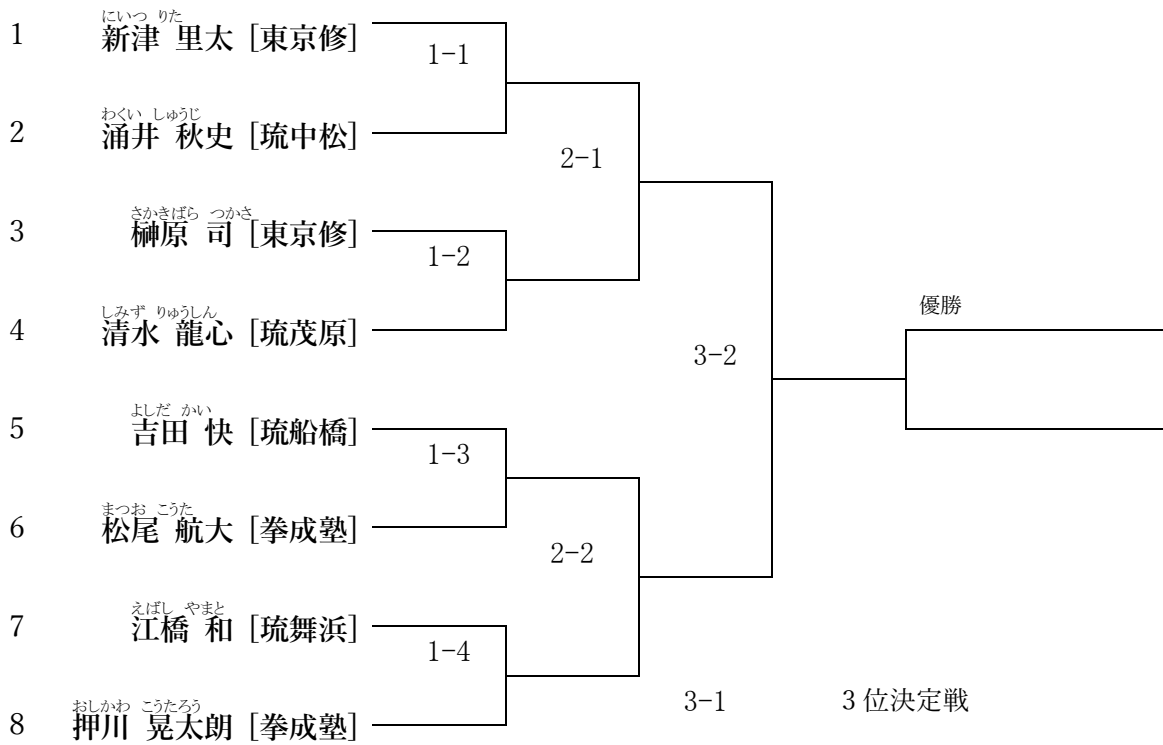 にいつ りた
1 新津 里太 [東京修]
1-1
わくい しゅうじ
2 涌井 秋史 [琉中松]
2-1
さかきばら つかさ
3 榊原 司 [東京修]
1-2
しみず りゅうしん
4 清水 龍心 [琉茂原]
優勝
3-2
よしだ かい
5 吉田 快 [琉船橋]
1-3
まつお こうた
6 松尾 航大 [拳成塾]
2-2
えばし やまと
7 江橋 和 [琉舞浜]
1-4
おしかわ こうたろう
8 押川 晃太朗 [拳成塾]
3-1 3位決定戦